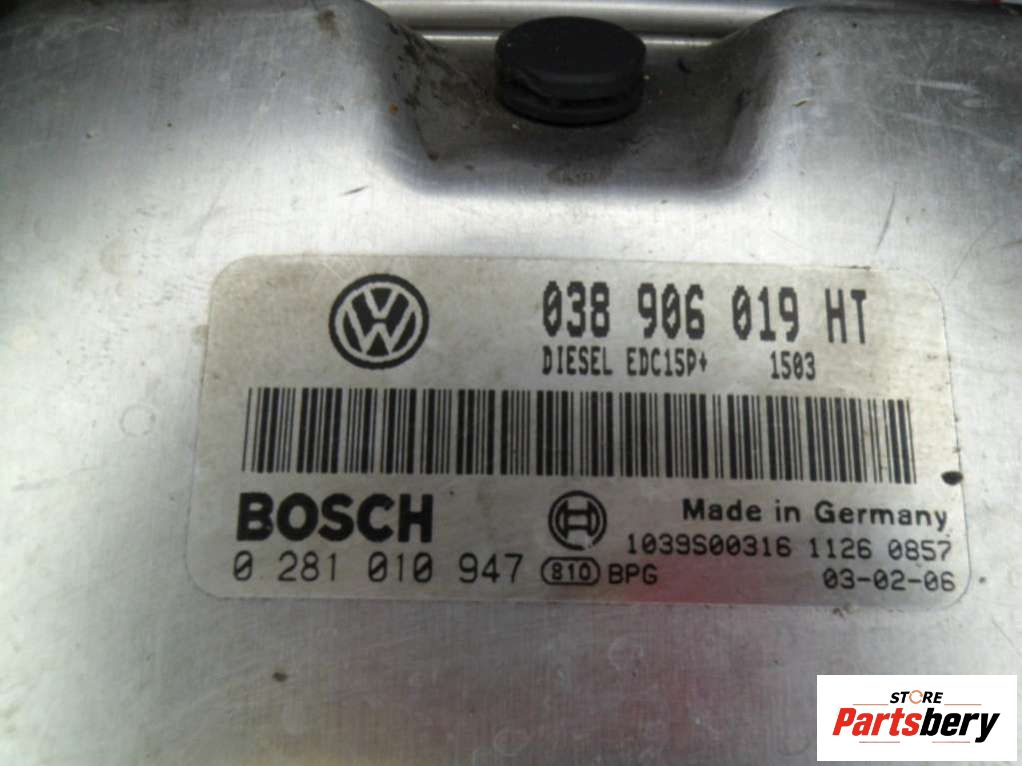 038 906 019 HT
DIESEL EDC15P+ 1503
BOSCH
Made in Germany
1039S00316 1126 0857
0 281 010 947 810 BPG 03-02-06
STORE
Partsbery